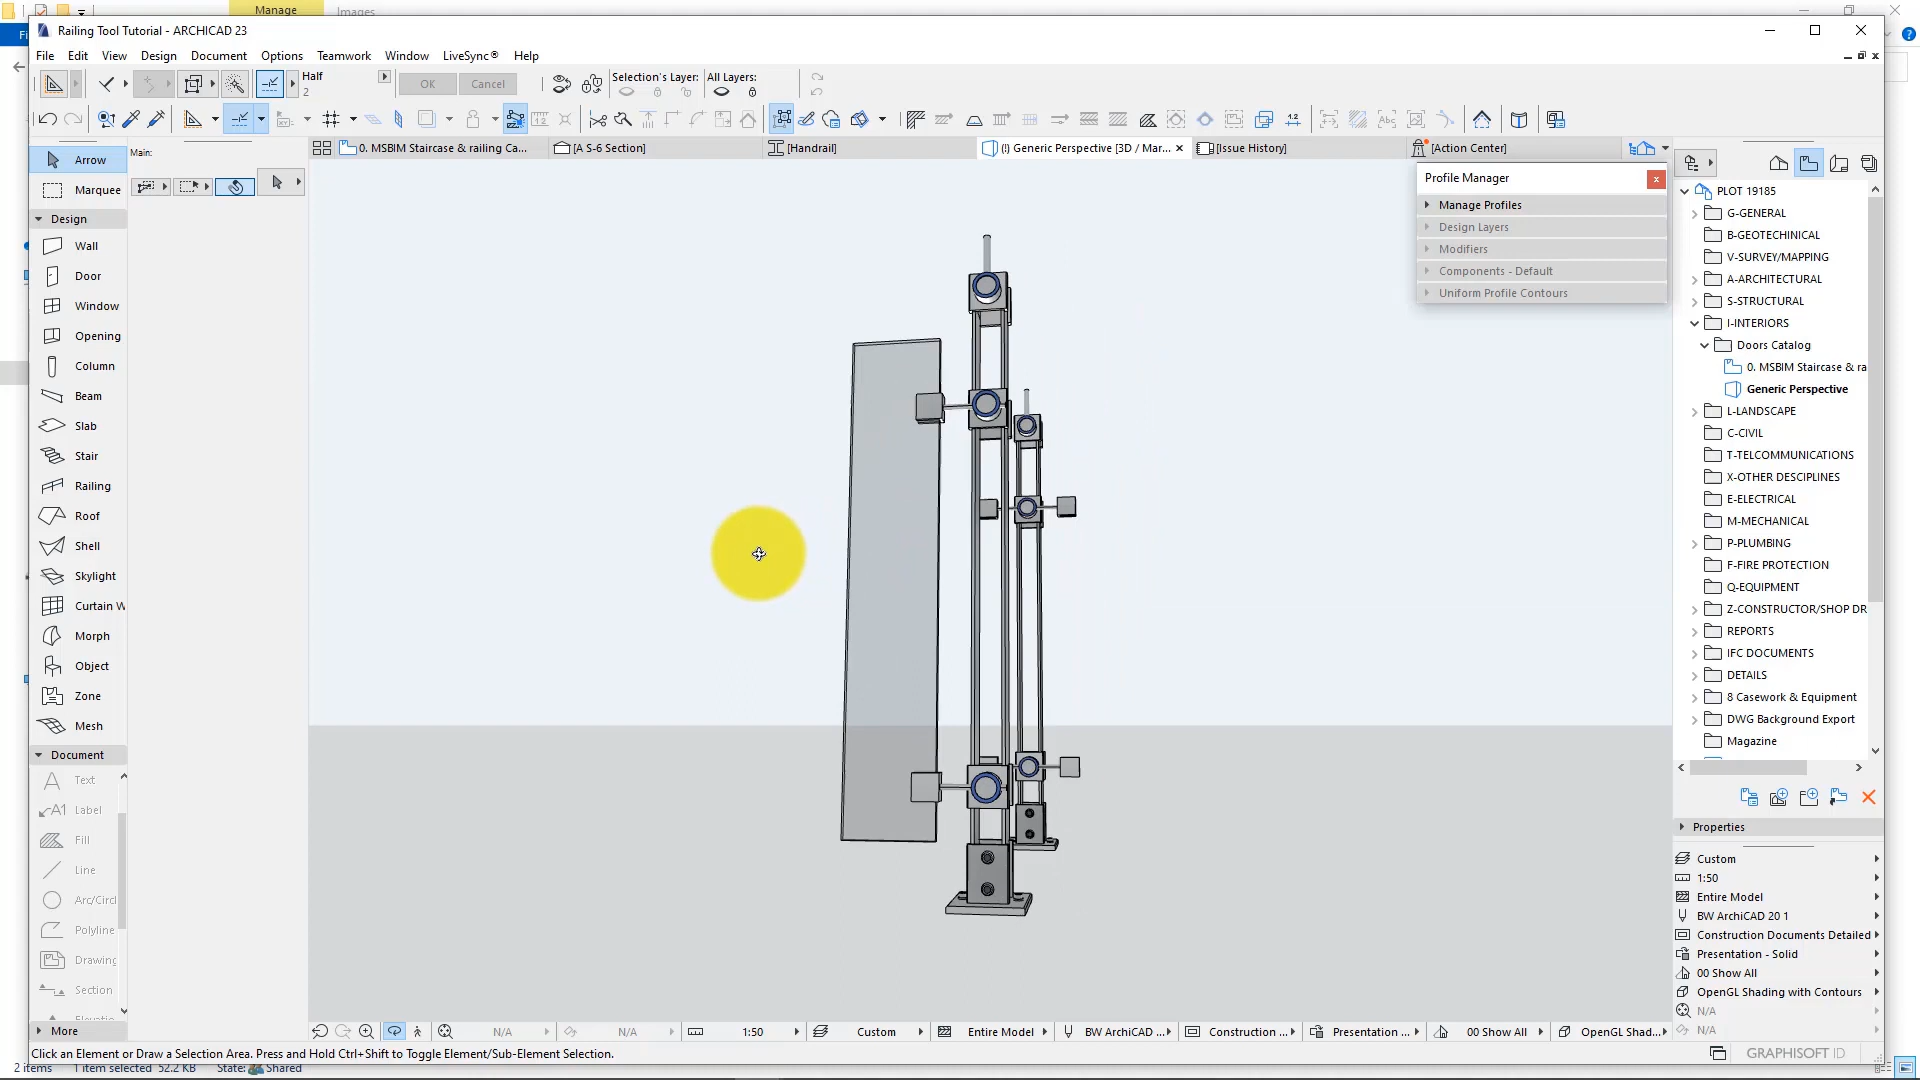 Manage
Images
Railing Tool Tutorial - ARCHICAD 23
File Edit View Design Document Options Teamwork Window LiveSync® Help
Half
2
OK
Cancel
Selection's Layer:
All Layers:
0. MSBIM Staircase & railing Ca...
[A S-6 Section]
[Handrail]
(!) Generic Perspective [3D / Mar...
[Issue History]
[Action Center]
Arrow
Marquee
Design
Wall
Door
Window
Opening
Column
Beam
Slab
Stair
Railing
Roof
Shell
Skylight
Curtain W
Morph
Object
Zone
Mesh
Document
Text
Label
Fill
Line
Arc/Circl
Polyline
Drawing
Section
More
Main:
Profile Manager
Manage Profiles
Design Layers
Modifiers
Components - Default
Uniform Profile Contours
PLOT 19185
G-GENERAL
B-GEOTECHINICAL
V-SURVEY/MAPPING
A-ARCHITECTURAL
S-STRUCTURAL
I-INTERIORS
Doors Catalog
0. MSBIM Staircase & ra
Generic Perspective
L-LANDSCAPE
C-CIVIL
T-TELCOMMUNICATIONS
X-OTHER DESCIPLINES
E-ELECTRICAL
M-MECHANICAL
P-PLUMBING
F-FIRE PROTECTION
Q-EQUIPMENT
Z-CONSTRUCTOR/SHOP DR
REPORTS
IFC DOCUMENTS
DETAILS
8 Casework & Equipment
DWG Background Export
Magazine
Properties
Custom
1:50
Entire Model
BW ArchiCAD 20 1
Construction Documents Detailed
Presentation - Solid
00 Show All
OpenGL Shading with Contours
N/A
N/A
N/A
N/A
1:50
Custom
Entire Model
BW ArchiCAD ...
Construction ...
Presentation ...
00 Show All
OpenGL Shad...
Click an Element or Draw a Selection Area. Press and Hold Ctrl+Shift to Toggle Element/Sub-Element Selection.
GRAPHISOFT ID
2 items 1 item selected 52.2 KB State: Shared